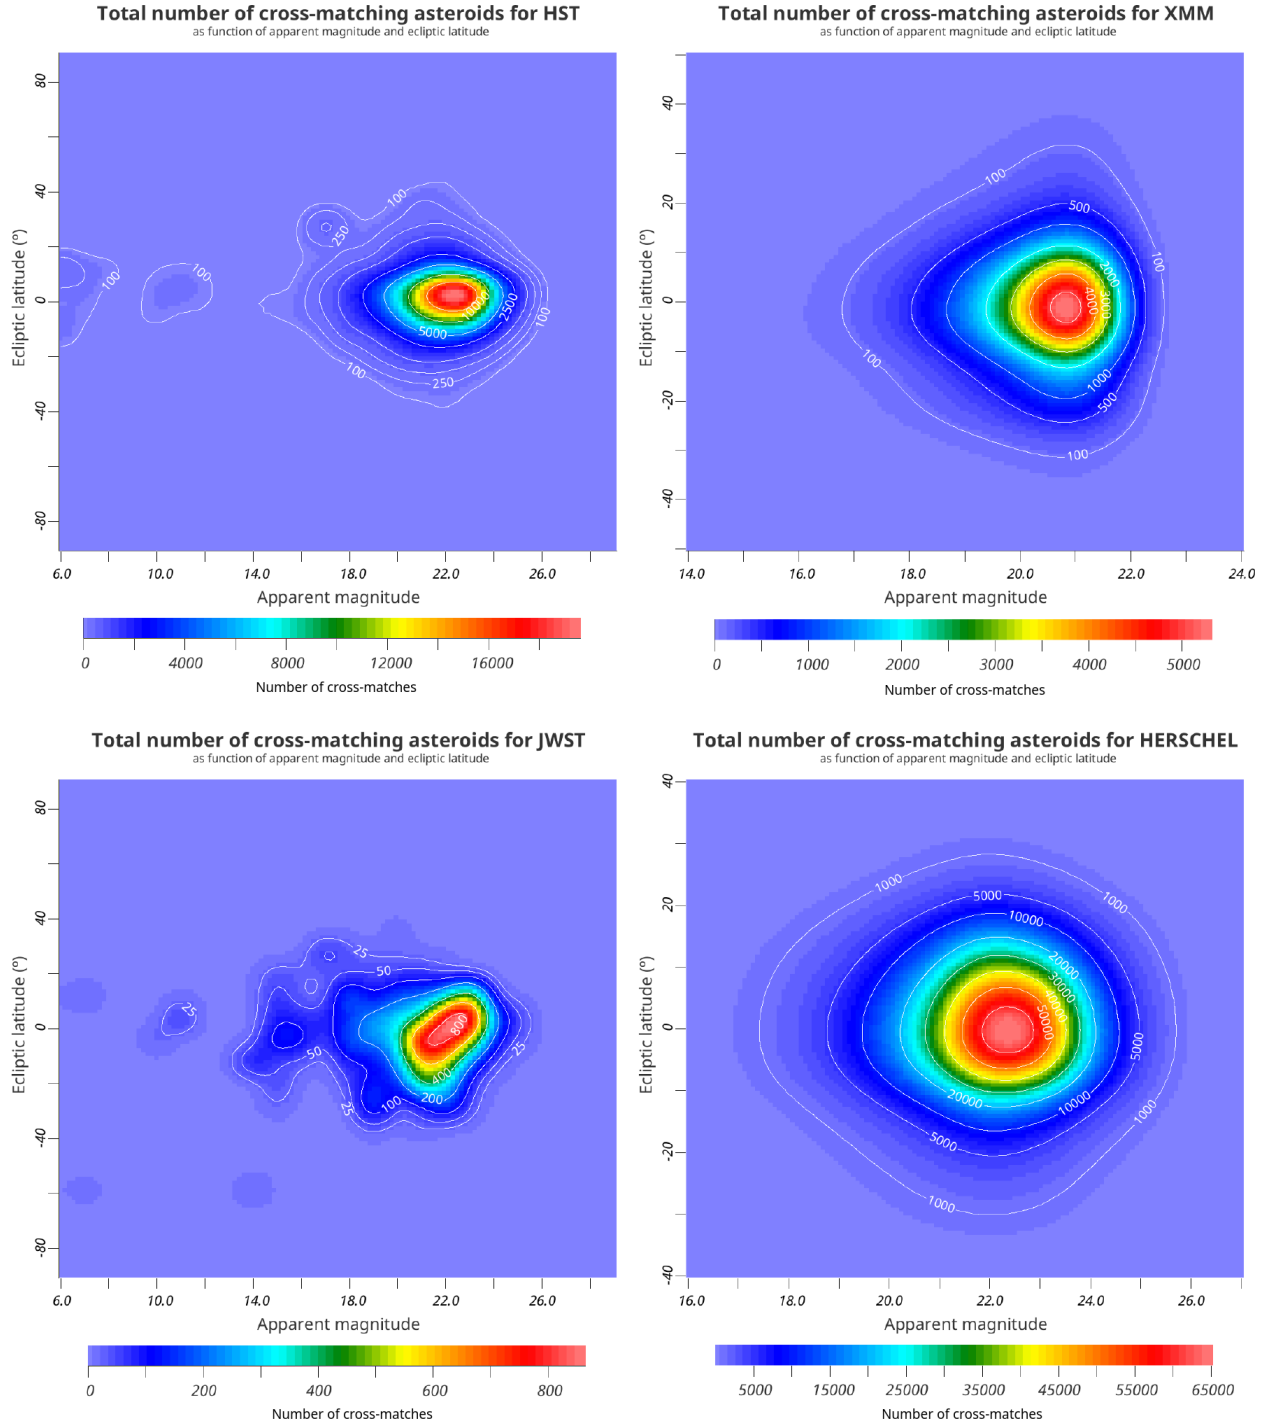 Total number of cross-matching asteroids for HST
as function of apparent magnitude and ecliptic latitude
Ecliptic latitude (º)
80
40
0
-40
-80
100
250
100
100
5000
10000
2500
100
100
250
6.0 10.0 14.0 18.0 22.0 26.0
Apparent magnitude
0 4000 8000 12000 16000
Number of cross-matches
Total number of cross-matching asteroids for XMM
as function of apparent magnitude and ecliptic latitude
Ecliptic latitude (º)
40
20
0
-20
-40
100
500
100
2000
3000
4000
100
1000
500
100
14.0 16.0 18.0 20.0 22.0 24.0
Apparent magnitude
0 1000 2000 3000 4000 5000
Number of cross-matches
Total number of cross-matching asteroids for JWST
as function of apparent magnitude and ecliptic latitude
Ecliptic latitude (º)
80
40
0
-40
-80
25
50
25
800
50
25
400
200
100
25
6.0 10.0 14.0 18.0 22.0 26.0
Apparent magnitude
0 200 400 600 800
Number of cross-matches
Total number of cross-matching asteroids for HERSCHEL
as function of apparent magnitude and ecliptic latitude
Ecliptic latitude (º)
40
20
0
-20
-40
1000
5000
1000
10000
20000
30000
40000
50000
5000
20000
10000
1000
5000
1000
16.0 18.0 20.0 22.0 24.0 26.0
Apparent magnitude
5000 15000 25000 35000 45000 55000 65000
Number of cross-matches